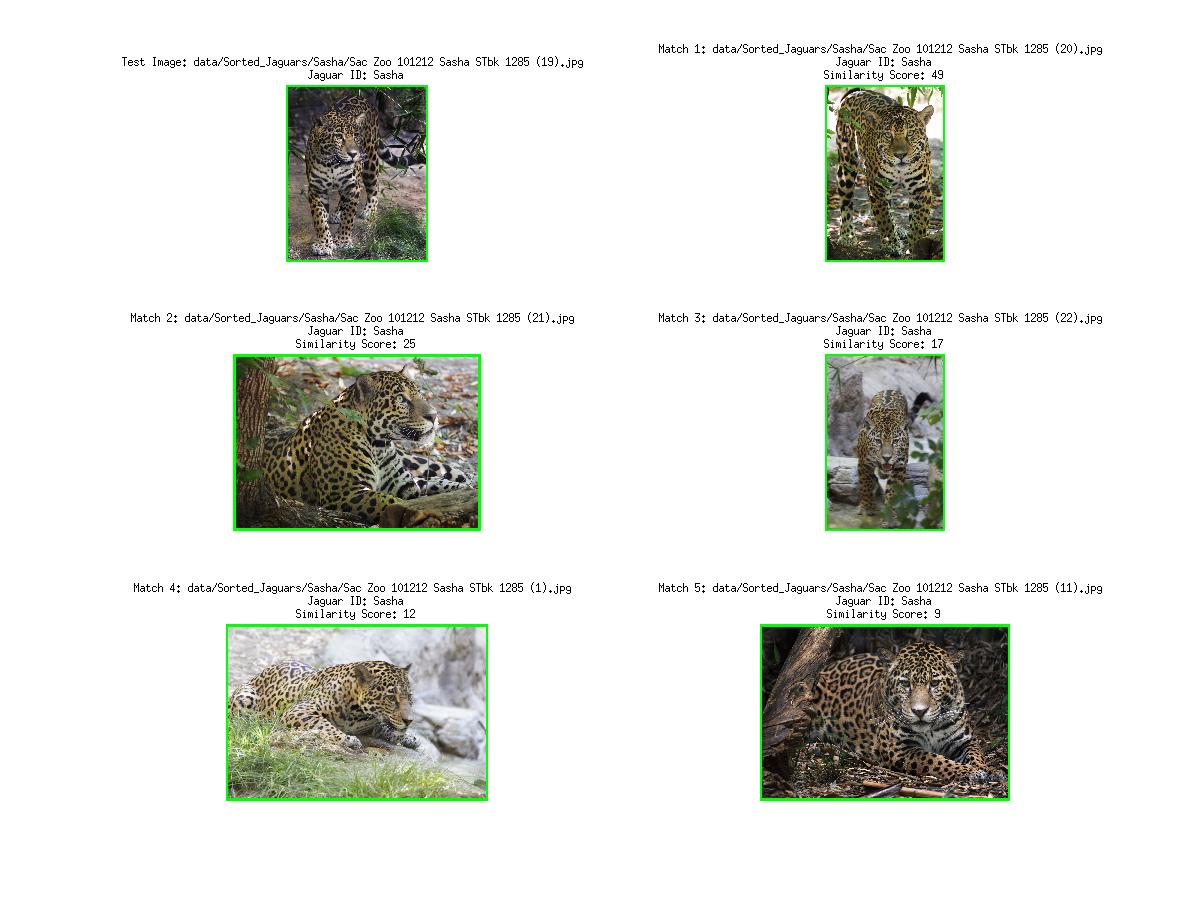 Test Image: data/Sorted_Jaguars/Sasha/Sac Zoo 101212 Sasha STbk 1285 (19).jpg
Jaguar ID: Sasha
Match 1: data/Sorted_Jaguars/Sasha/Sac Zoo 101212 Sasha STbk 1285 (20).jpg
Jaguar ID: Sasha
Similarity Score: 49
Match 2: data/Sorted_Jaguars/Sasha/Sac Zoo 101212 Sasha STbk 1285 (21).jpg
Jaguar ID: Sasha
Similarity Score: 25
Match 3: data/Sorted_Jaguars/Sasha/Sac Zoo 101212 Sasha STbk 1285 (22).jpg
Jaguar ID: Sasha
Similarity Score: 17
Match 4: data/Sorted_Jaguars/Sasha/Sac Zoo 101212 Sasha STbk 1285 (1).jpg
Jaguar ID: Sasha
Similarity Score: 12
Match 5: data/Sorted_Jaguars/Sasha/Sac Zoo 101212 Sasha STbk 1285 (11).jpg
Jaguar ID: Sasha
Similarity Score: 9